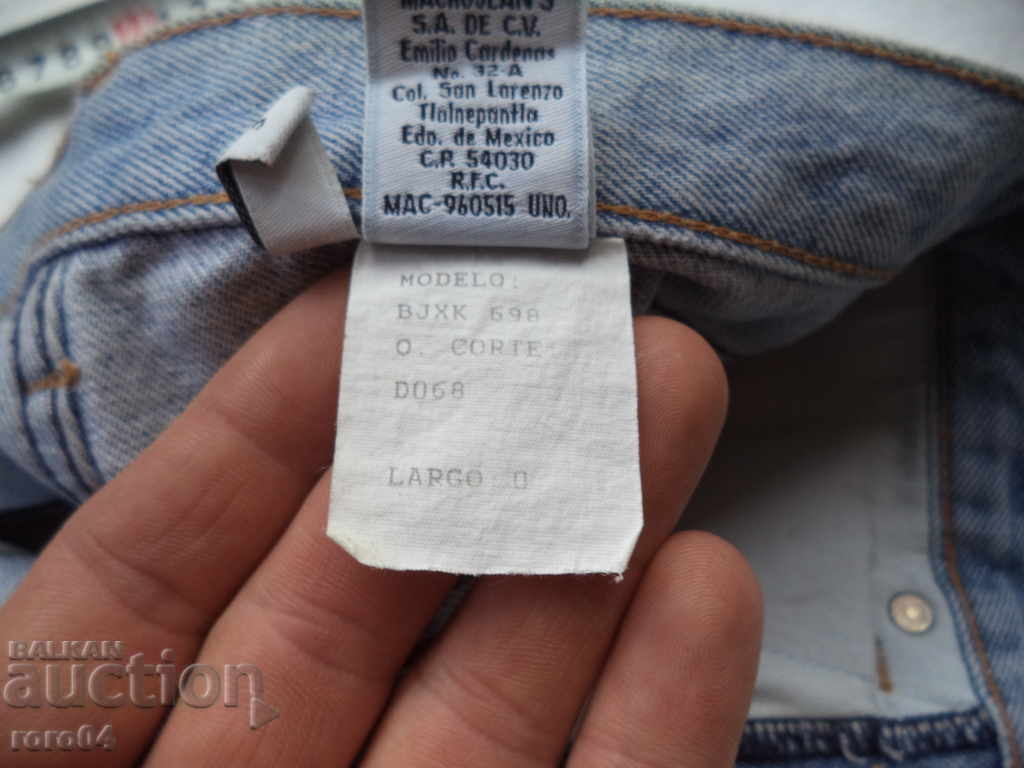 S.A. DE C.V.
Emilio Cardenas
No. 32-A
Col. San Lorenzo
Tlalnepantla
Edo. de Mexico
C.P. 54030
R.F.C.
MAC-960515 UNO.
MODELO:
BJXK 698
O. CORTE
D068
LARGO 0
BALKAN
auction
roro04